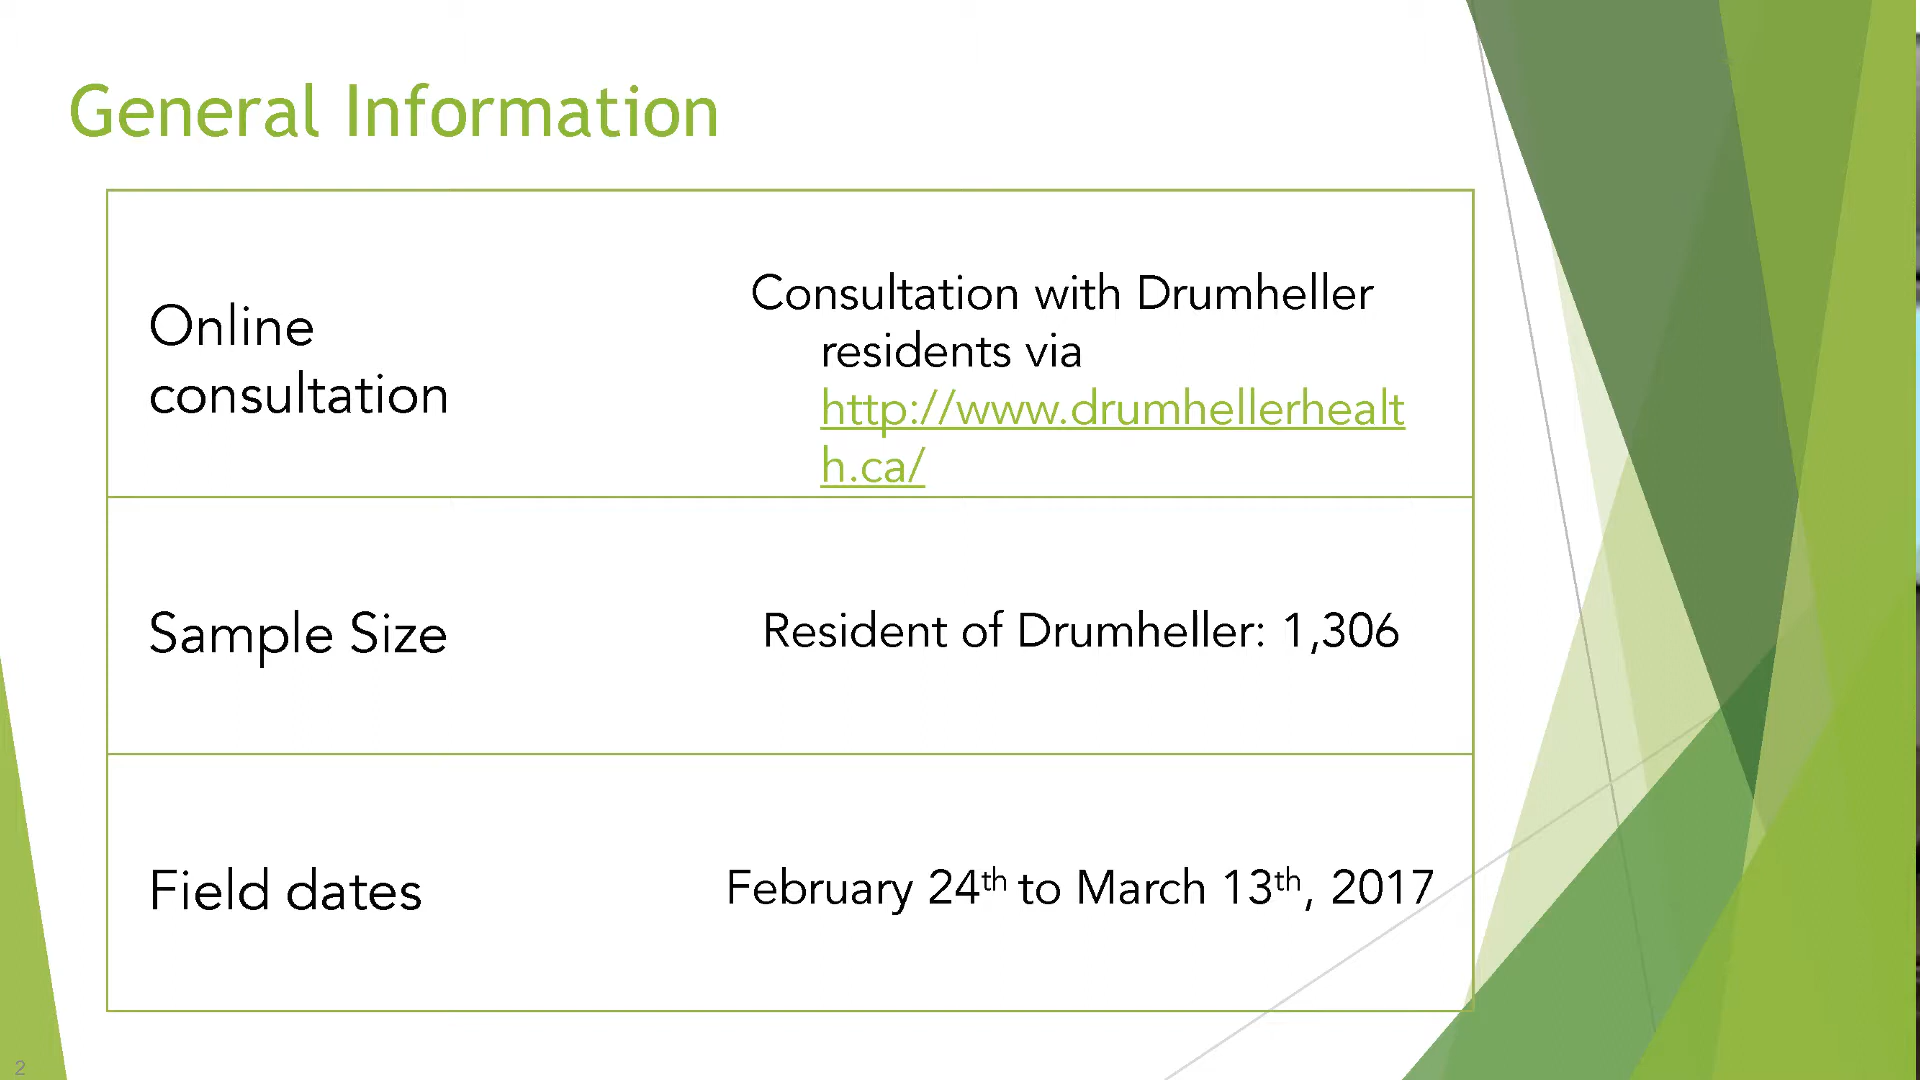 General Information
Online
consultation
Consultation with Drumheller
residents via
http://www.drumhellerhealt
h.ca/
Sample Size
Resident of Drumheller: 1,306
Field dates
February 24th to March 13th, 2017
2